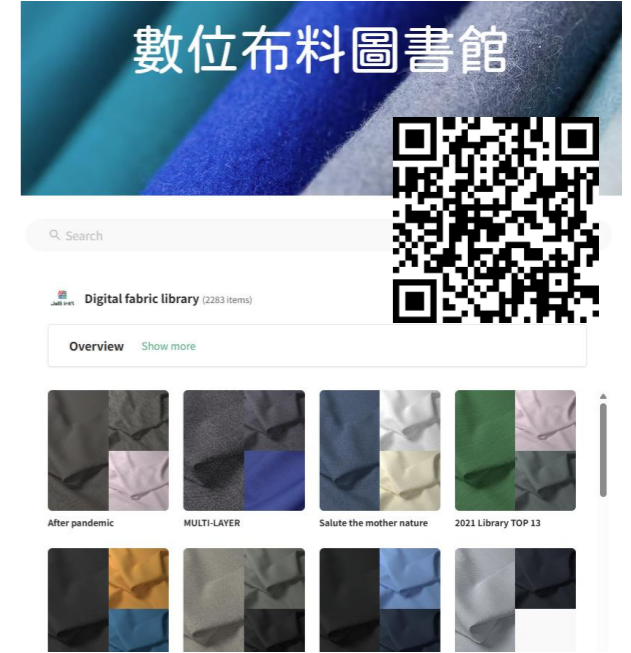 數位布料圖書館
Search
Digital fabric library (2283 items)
Overview Show more
After pandemic
MULTI-LAYER
Salute the mother nature
2021 Library TOP 13